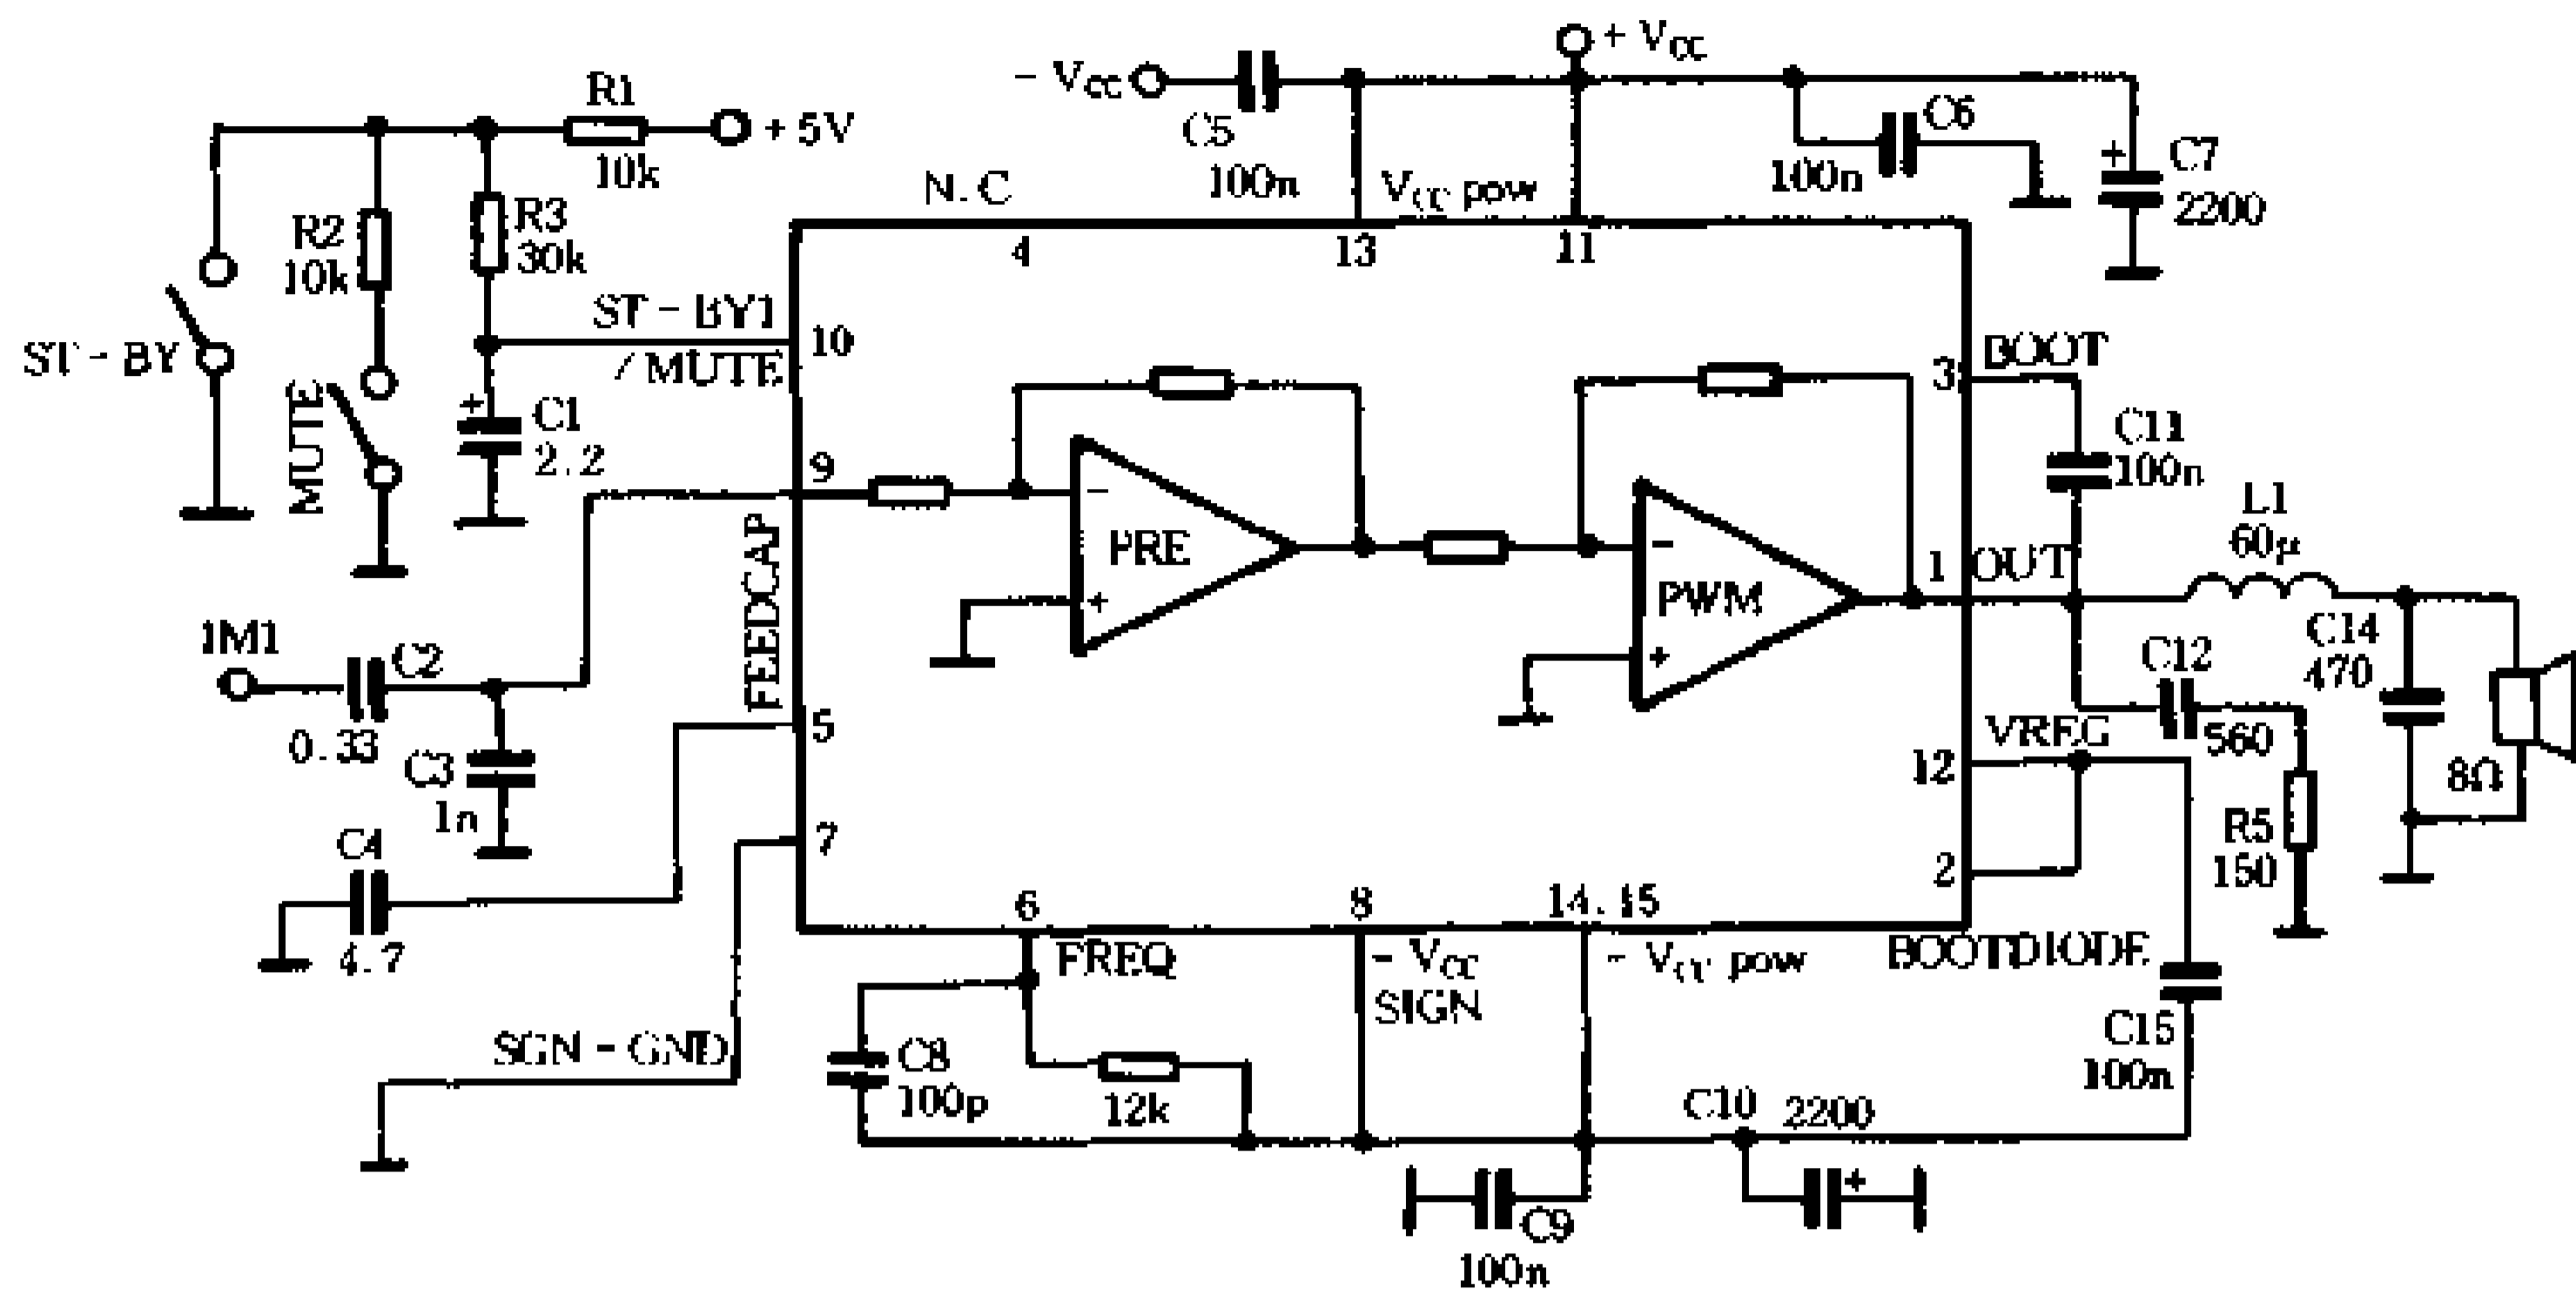 + VCC
- VCC
R1
+ 5V
10k
C5
100n
C6
100n
+ C7
2200
N.C
VCC pow
4
13
11
R2
10k
R3
30k
ST - BY1
/ MUTE
10
ST - BY
MUTE
+ C1
2.2
3
BOOT
C11
100n
9
FEEDCAP
-
PRE
+
-
PWM
+
1
OUT
L1
60μ
1M1
C2
0.33
C3
1n
5
C14
470
C12
560
VREG
12
8Ω
R5
150
C4
4.7
7
2
6
8
14.15
FREQ
- VCC
SIGN
- VCC pow
BOOTDIODE
SGN - GND
C8
100p
12k
C15
100n
C10 2200
+
C9
100n